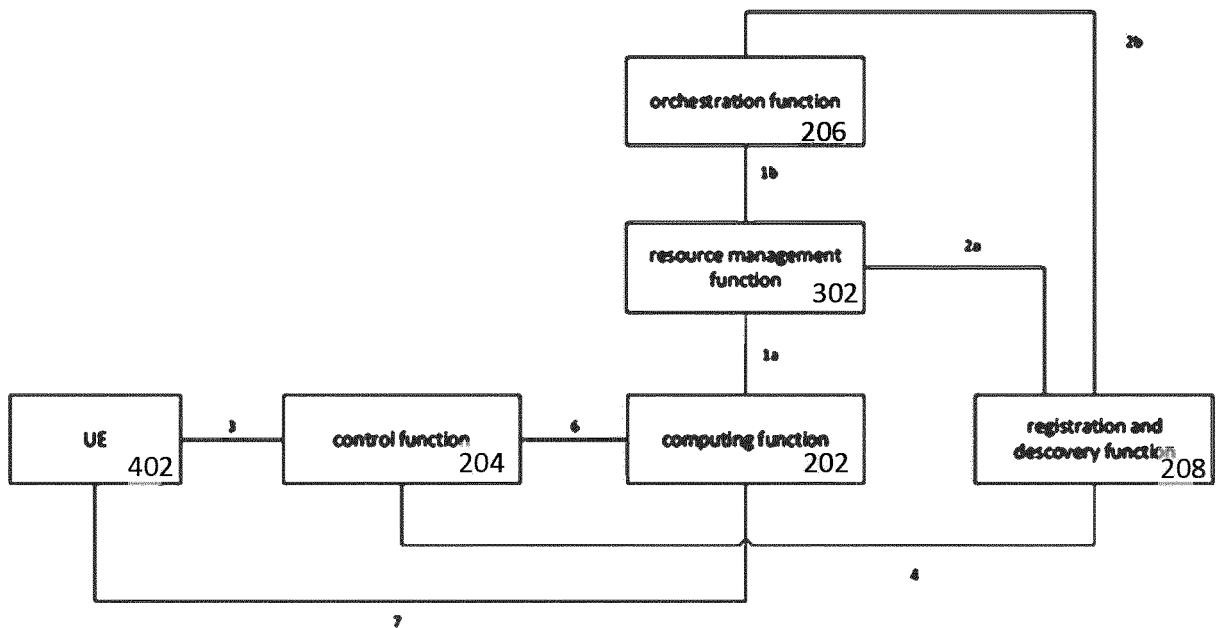 2b
orchestration function
206
1b
resource management
function
302
2a
1a
UE
402
3
control function
204
6
computing function
202
registration and
descovery function
208
4
7